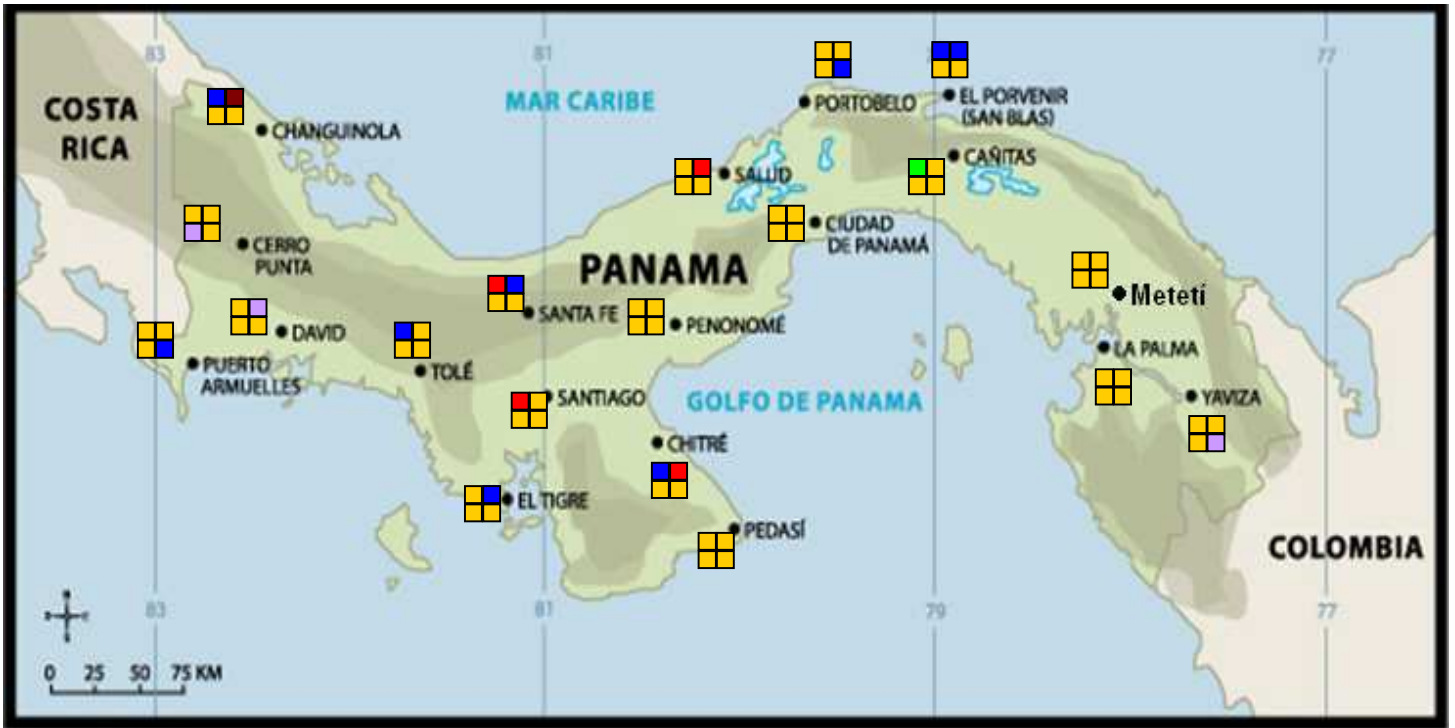 83
81
77
COSTA
RICA
MAR CARIBE
PORTOBELO
EL PORVENIR
(SAN BLAS)
CHANGUINOLA
CAÑITAS
SALUD
CIUDAD
DE PANAMÁ
CERRO
PUNTA
PANAMA
Metetí
SANTA FE
PENONOMÉ
DAVID
LA PALMA
PUERTO
ARMUELLES
TOLÉ
SANTIAGO
GOLFO DE PANAMA
YAVIZA
CHITRÉ
EL TIGRE
PEDASÍ
COLOMBIA
83
81
79
77
0 25 50 75 KM